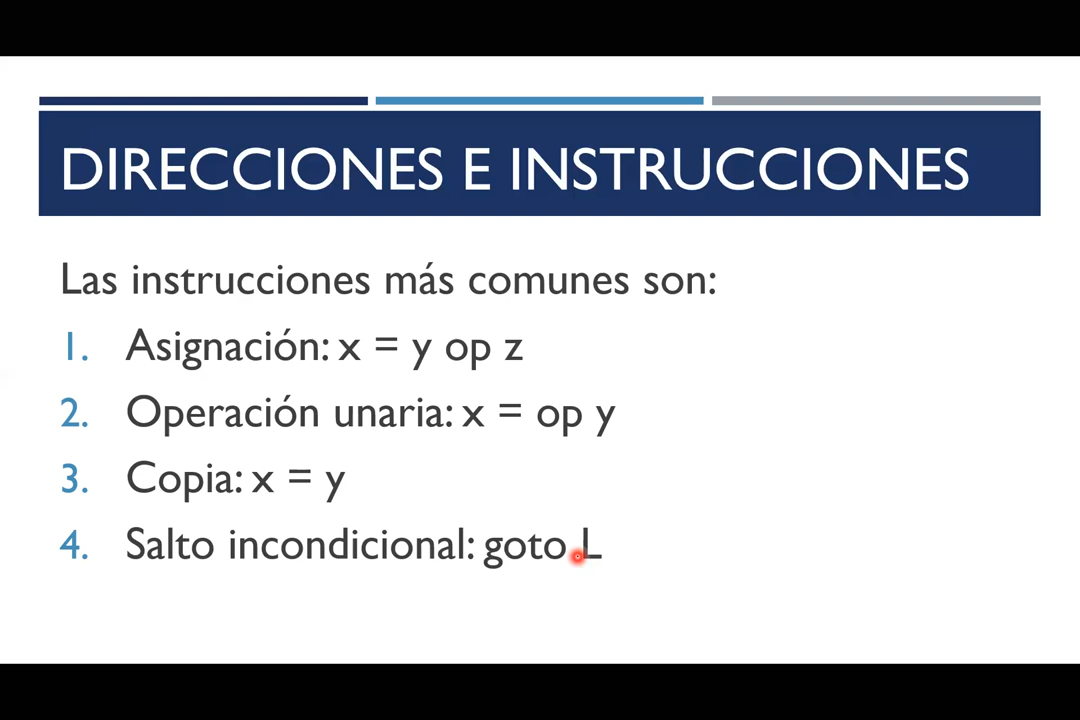 DIRECCIONES E INSTRUCCIONES
Las instrucciones más comunes son:
1. Asignación: x = y op z
2. Operación unaria: x = op y
3. Copia: x = y
4. Salto incondicional: goto L